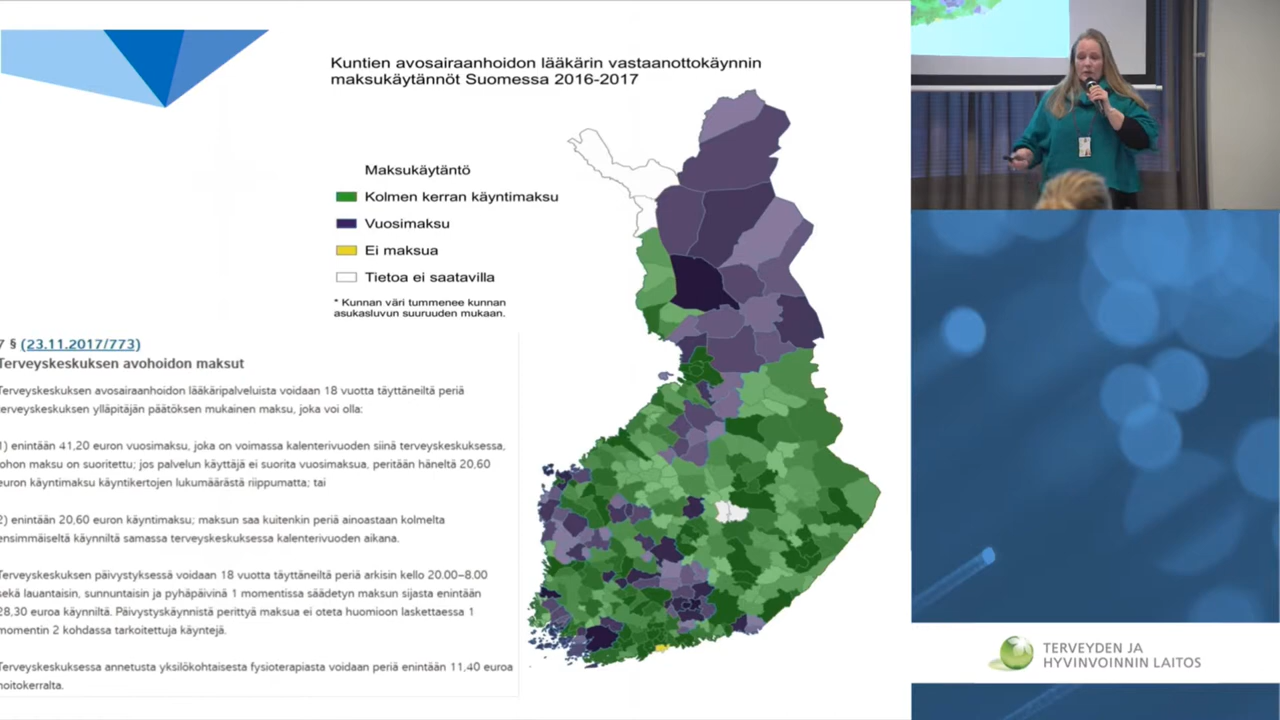 Kuntien avosairaanhoidon lääkärin vastaanottokäynnin
maksukäytännöt Suomessa 2016-2017
Maksukäytäntö
Kolmen kerran käyntimaksu
Vuosimaksu
Ei maksua
Tietoa ei saatavilla
* Kunnan väri tummenee kunnan
asukasluvun suuruuden mukaan.
7 § (23.11.2017/773)
Terveyskeskuksen avohoidon maksut
Terveyskeskuksen avosairaanhoidon lääkäripalveluista voidaan 18 vuotta täyttäneiltä periä
terveyskeskuksen ylläpitäjän päätöksen mukainen maksu, joka voi olla:
1) enintään 41,20 euron vuosimaksu, joka on voimassa kalenterivuoden siinä terveyskeskuksessa,
johon maksu on suoritettu; jos palvelun käyttäjä ei suorita vuosimaksua, peritään häneltä 20,60
euron käyntimaksu käyntikertojen lukumäärästä riippumatta; tai
2) enintään 20,60 euron käyntimaksu; maksun saa kuitenkin periä ainoastaan kolmelta
ensimmäiseltä käynniltä samassa terveyskeskuksessa kalenterivuoden aikana.
Terveyskeskuksen päivystyksessä voidaan 18 vuotta täyttäneiltä periä arkisin kello 20.00–8.00
sekä lauantaisin, sunnuntaisin ja pyhäpäivinä 1 momentissa säädetyn maksun sijasta enintään
28,30 euroa käynniltä. Päivystyskäynnistä perittyä maksua ei oteta huomioon laskettaessa 1
momentin 2 kohdassa tarkoitettuja käyntejä.
Terveyskeskuksessa annetusta yksilökohtaisesta fysioterapiasta voidaan periä enintään 11,40 euroa
hoitokerralta.
TERVEYDEN JA
HYVINVOINNIN LAITOS